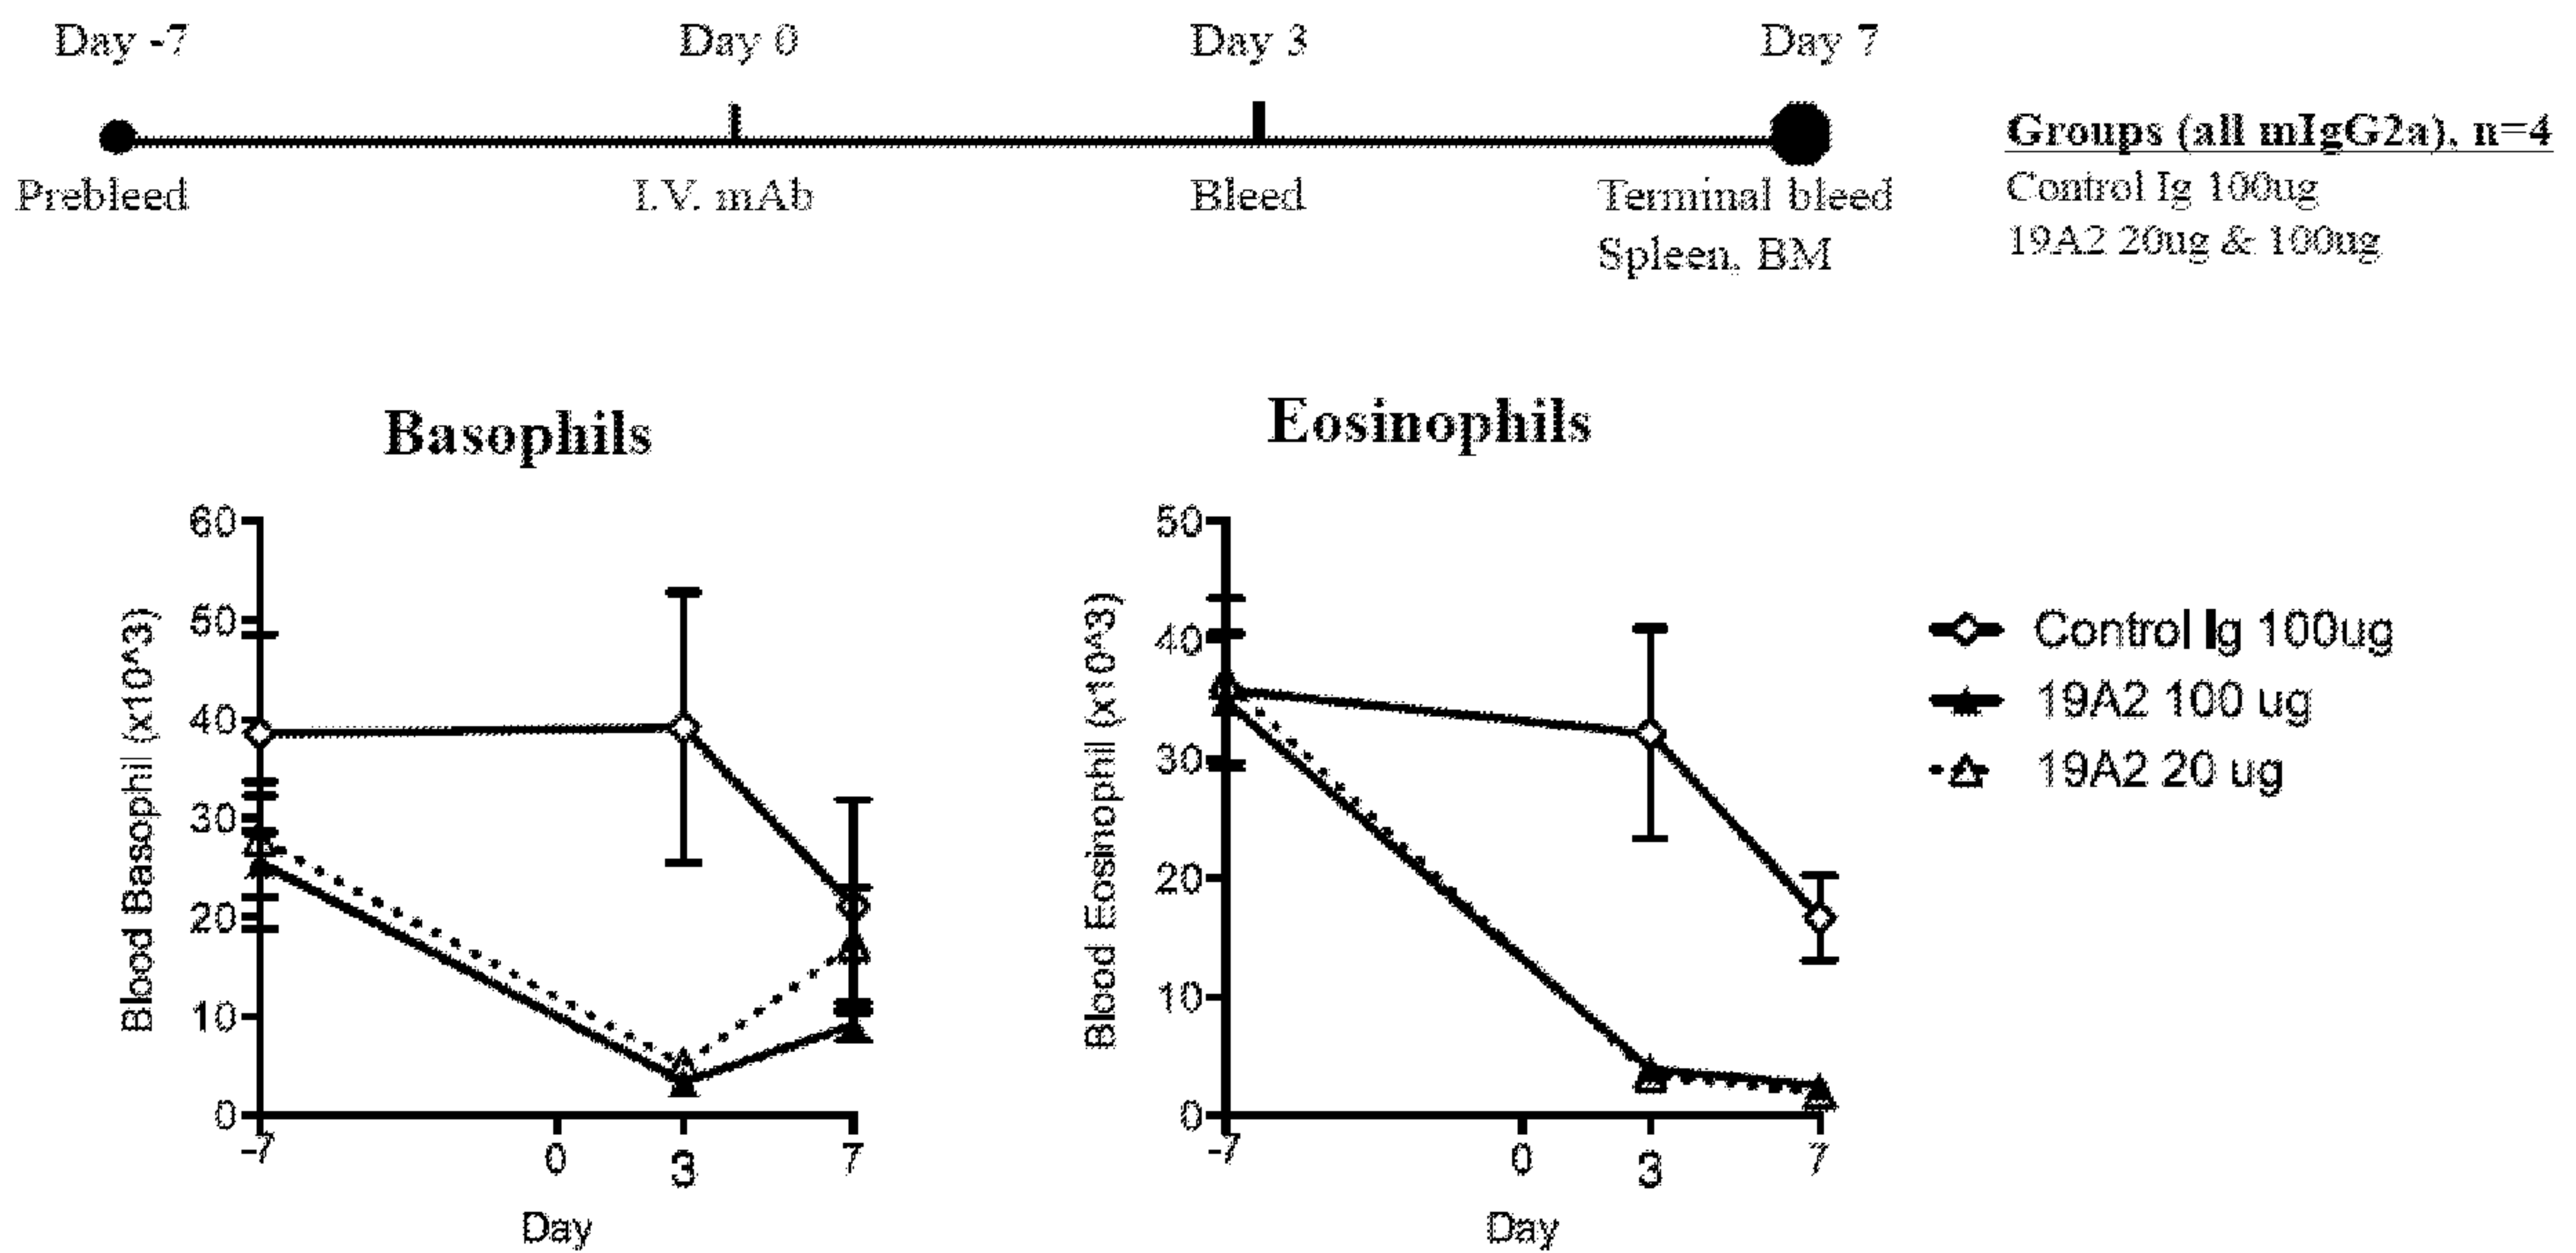 Day -7 Day 0 Day 3 Day 7
Prebleed I.V. mAb Bleed Terminal bleed
Spleen, BM
Groups (all mIgG2a), n=4
Control Ig 100ug
19A2 20ug & 100ug
Basophils
60
50
40
30
20
10
0
-7 0 3 7
Blood Basophil (x10^3)
Day
Eosinophils
50
40
30
20
10
0
-7 0 3 7
Blood Eosinophil (x10^3)
Day
Control Ig 100ug
19A2 100 ug
19A2 20 ug